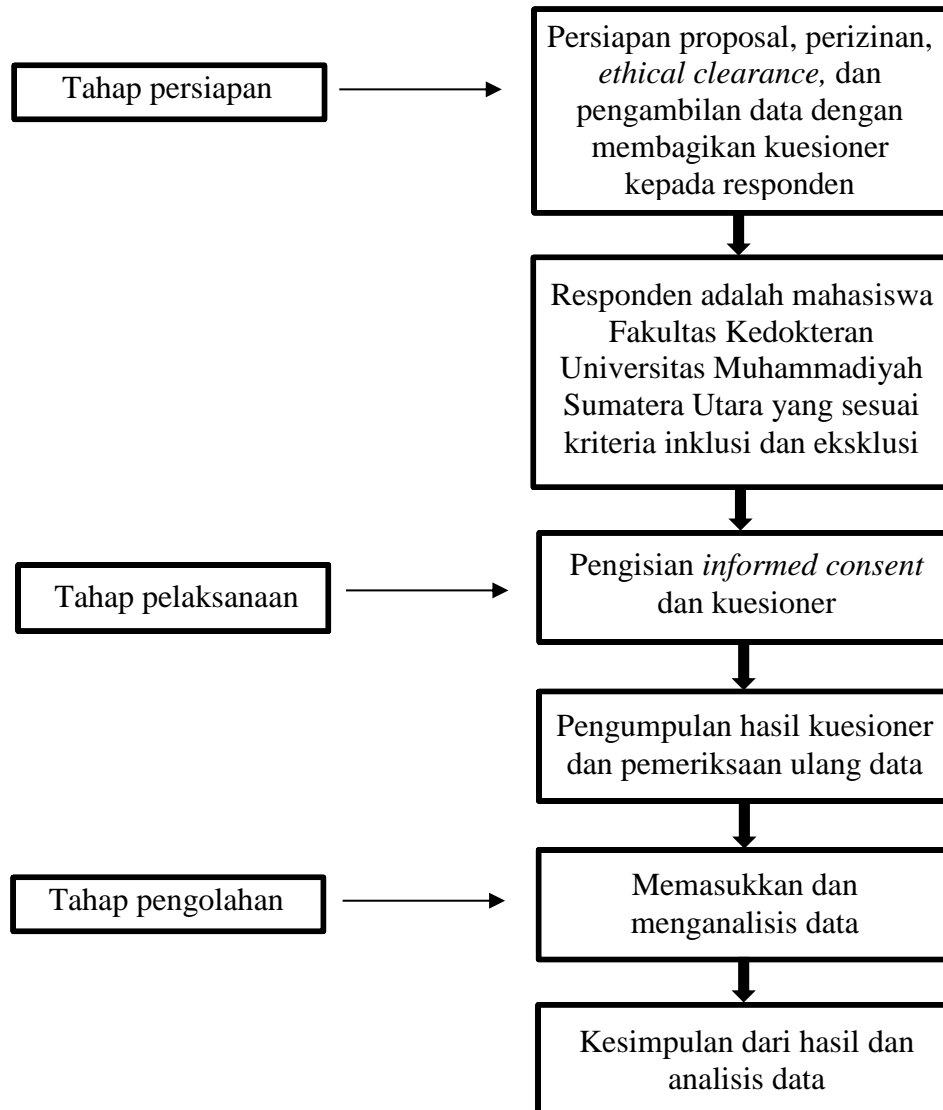 Tahap persiapan
Persiapan proposal, perizinan,
ethical clearance, dan
pengambilan data dengan
membagikan kuesioner
kepada responden
Responden adalah mahasiswa
Fakultas Kedokteran
Universitas Muhammadiyah
Sumatera Utara yang sesuai
kriteria inklusi dan eksklusi
Tahap pelaksanaan
Pengisian informed consent
dan kuesioner
Pengumpulan hasil kuesioner
dan pemeriksaan ulang data
Tahap pengolahan
Memasukkan dan
menganalisis data
Kesimpulan dari hasil dan
analisis data